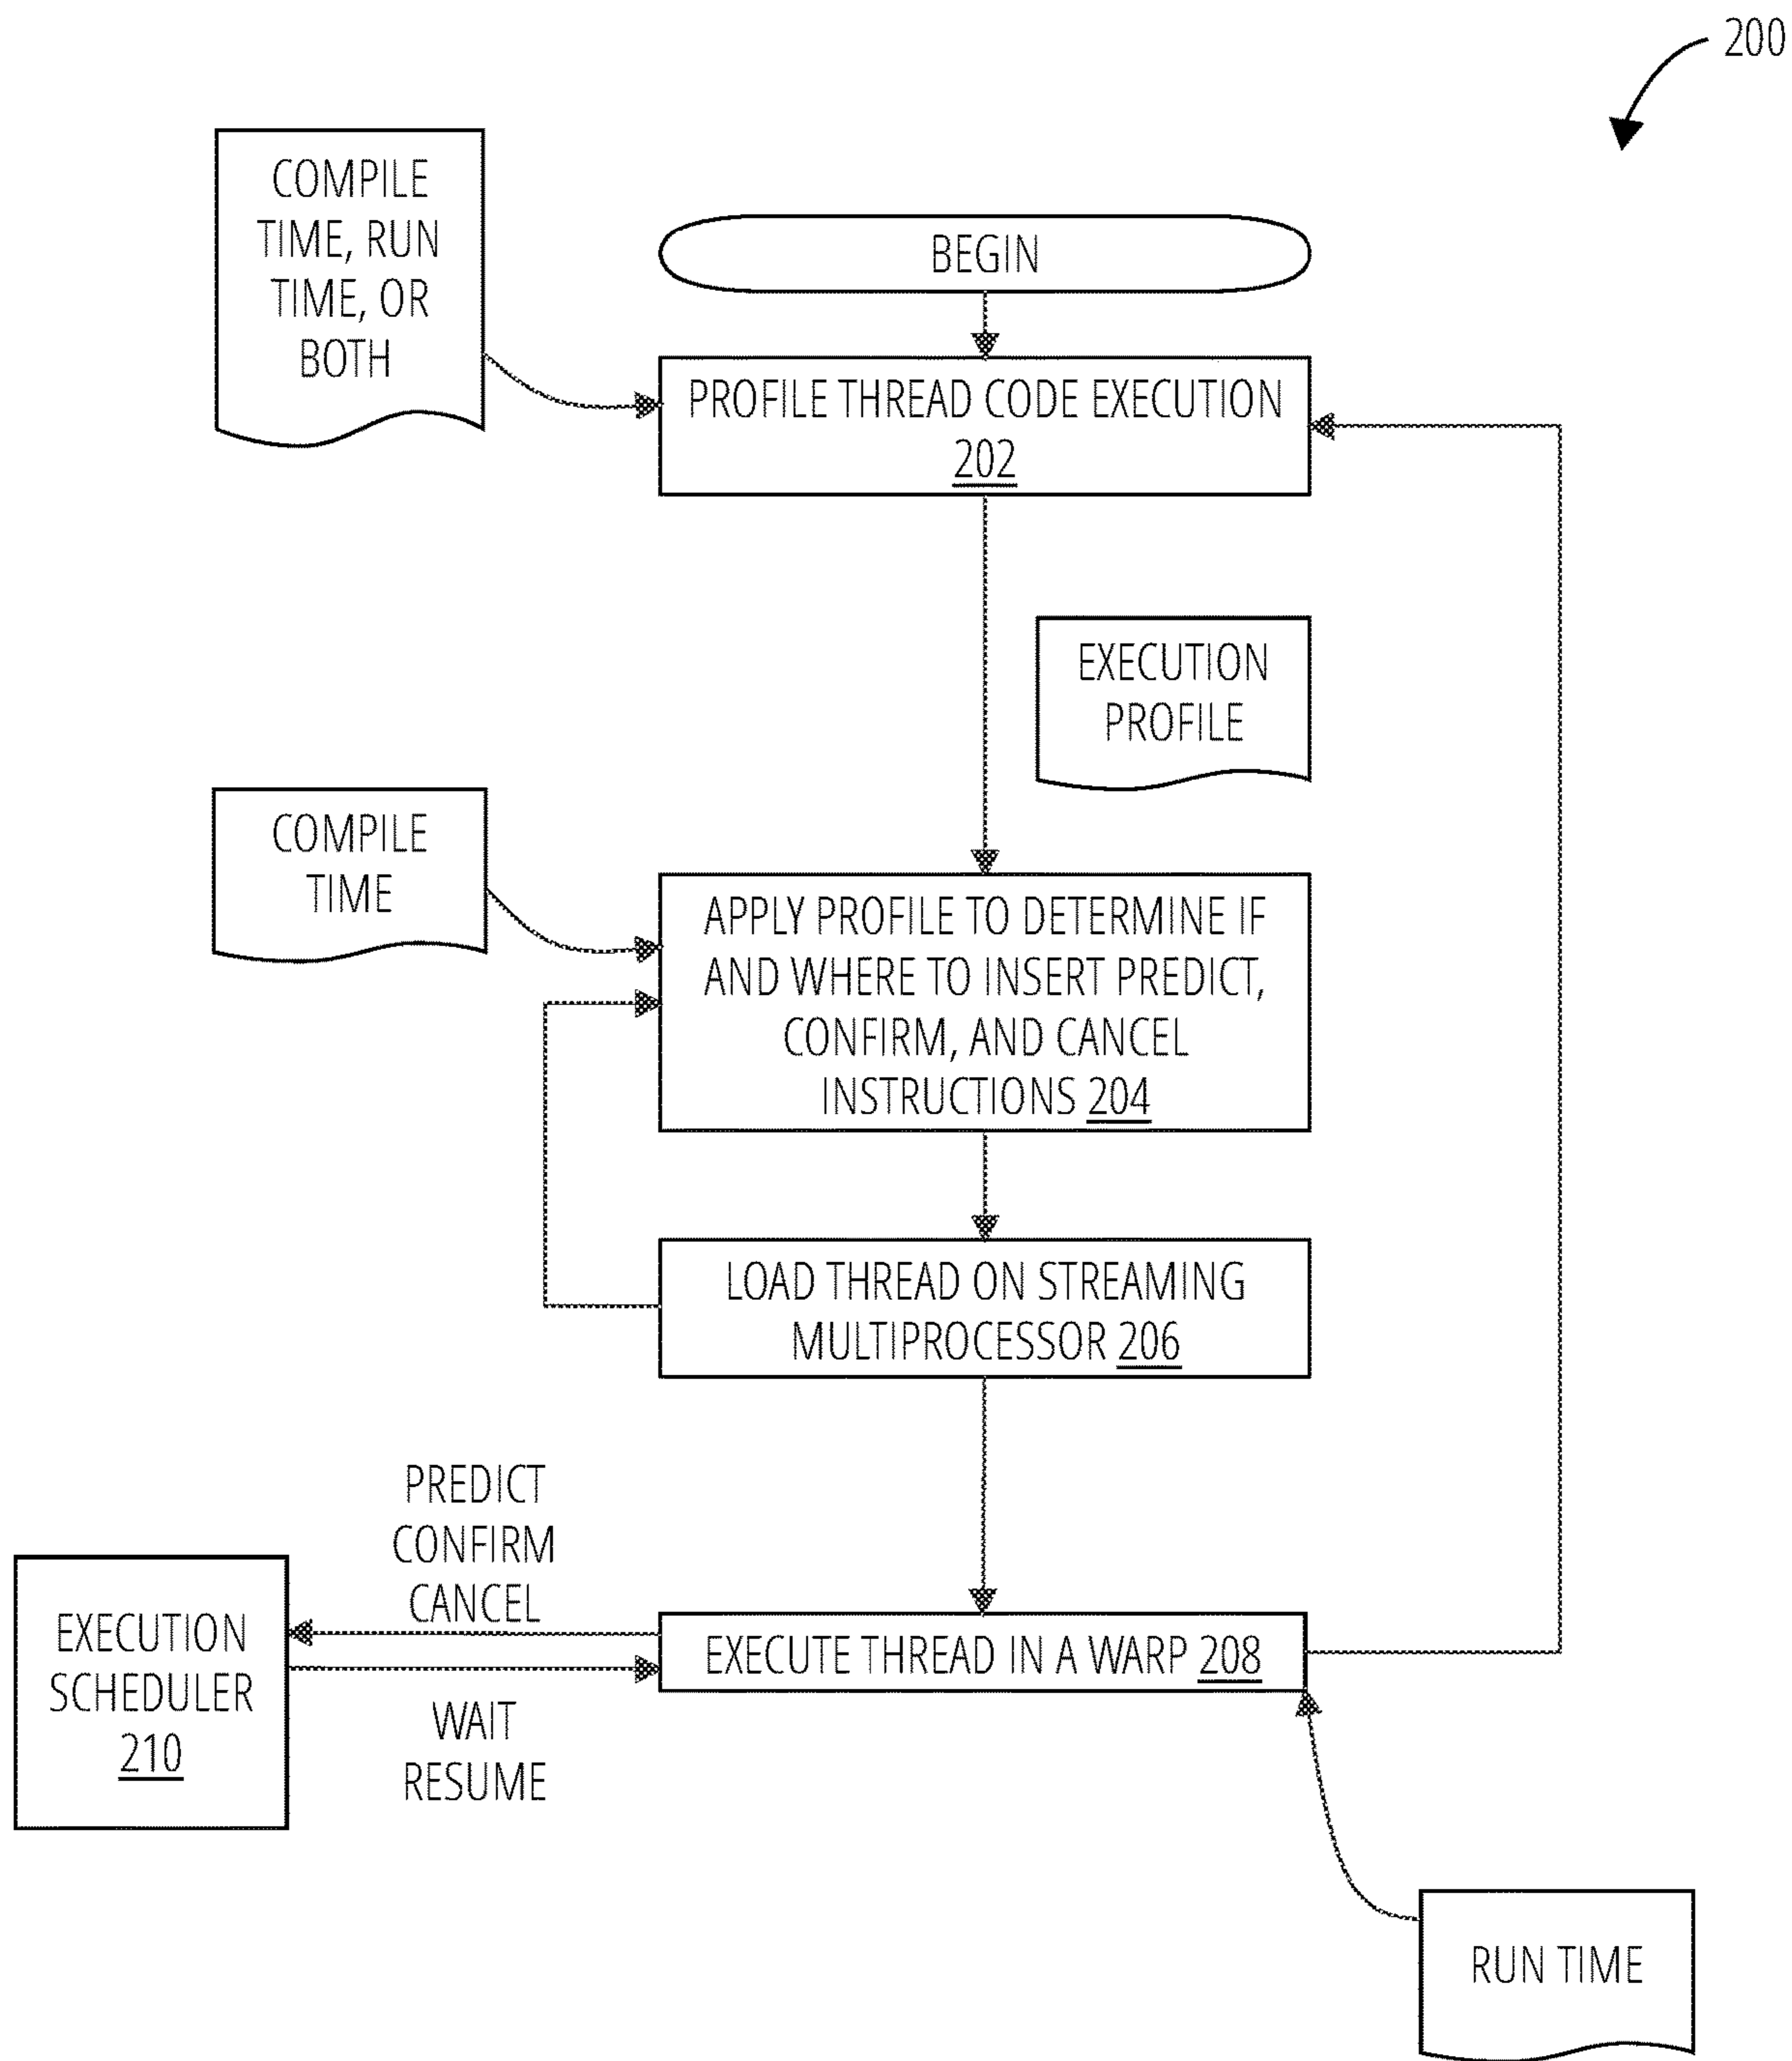 200
COMPILE
TIME, RUN
TIME, OR
BOTH
BEGIN
PROFILE THREAD CODE EXECUTION
202
EXECUTION
PROFILE
COMPILE
TIME
APPLY PROFILE TO DETERMINE IF
AND WHERE TO INSERT PREDICT,
CONFIRM, AND CANCEL
INSTRUCTIONS 204
LOAD THREAD ON STREAMING
MULTIPROCESSOR 206
PREDICT
CONFIRM
CANCEL
EXECUTION
SCHEDULER
210
EXECUTE THREAD IN A WARP 208
WAIT
RESUME
RUN TIME